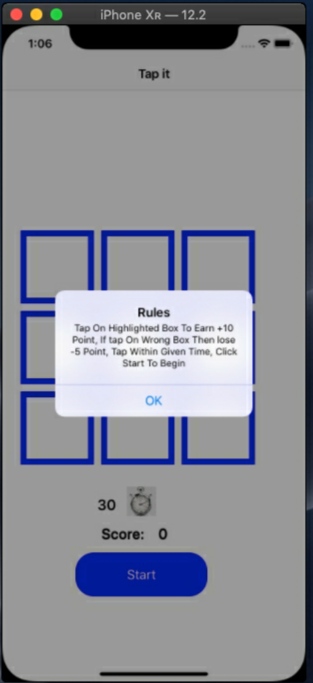 iPhone XR — 12.2
1:06
Tap it
Rules
Tap On Highlighted Box To Earn +10
Point, If tap On Wrong Box Then lose
-5 Point, Tap Within Given Time, Click
Start To Begin
OK
30
Score: 0
Start